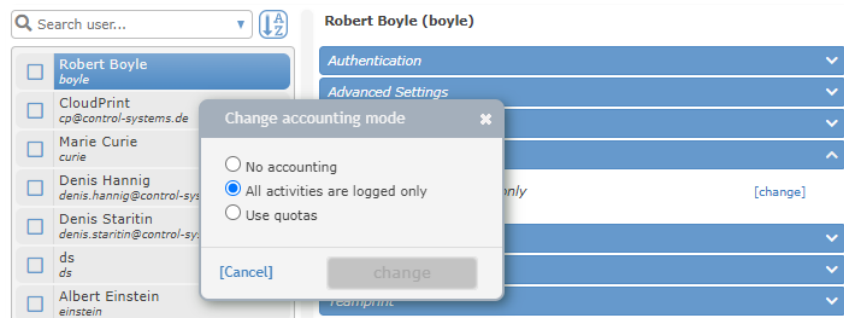 Search user...
Robert Boyle (boyle)
Robert Boyle
boyle
CloudPrint
cp@control-systems.de
Marie Curie
curie
Denis Hannig
denis.hannig@control-sys
Denis Staritin
denis.staritin@control-sy.
ds
ds
Albert Einstein
einstein
Authentication
Advanced Settings
only
[change]
Teamprint
Change accounting mode
No accounting
All activities are logged only
Use quotas
[Cancel]
change